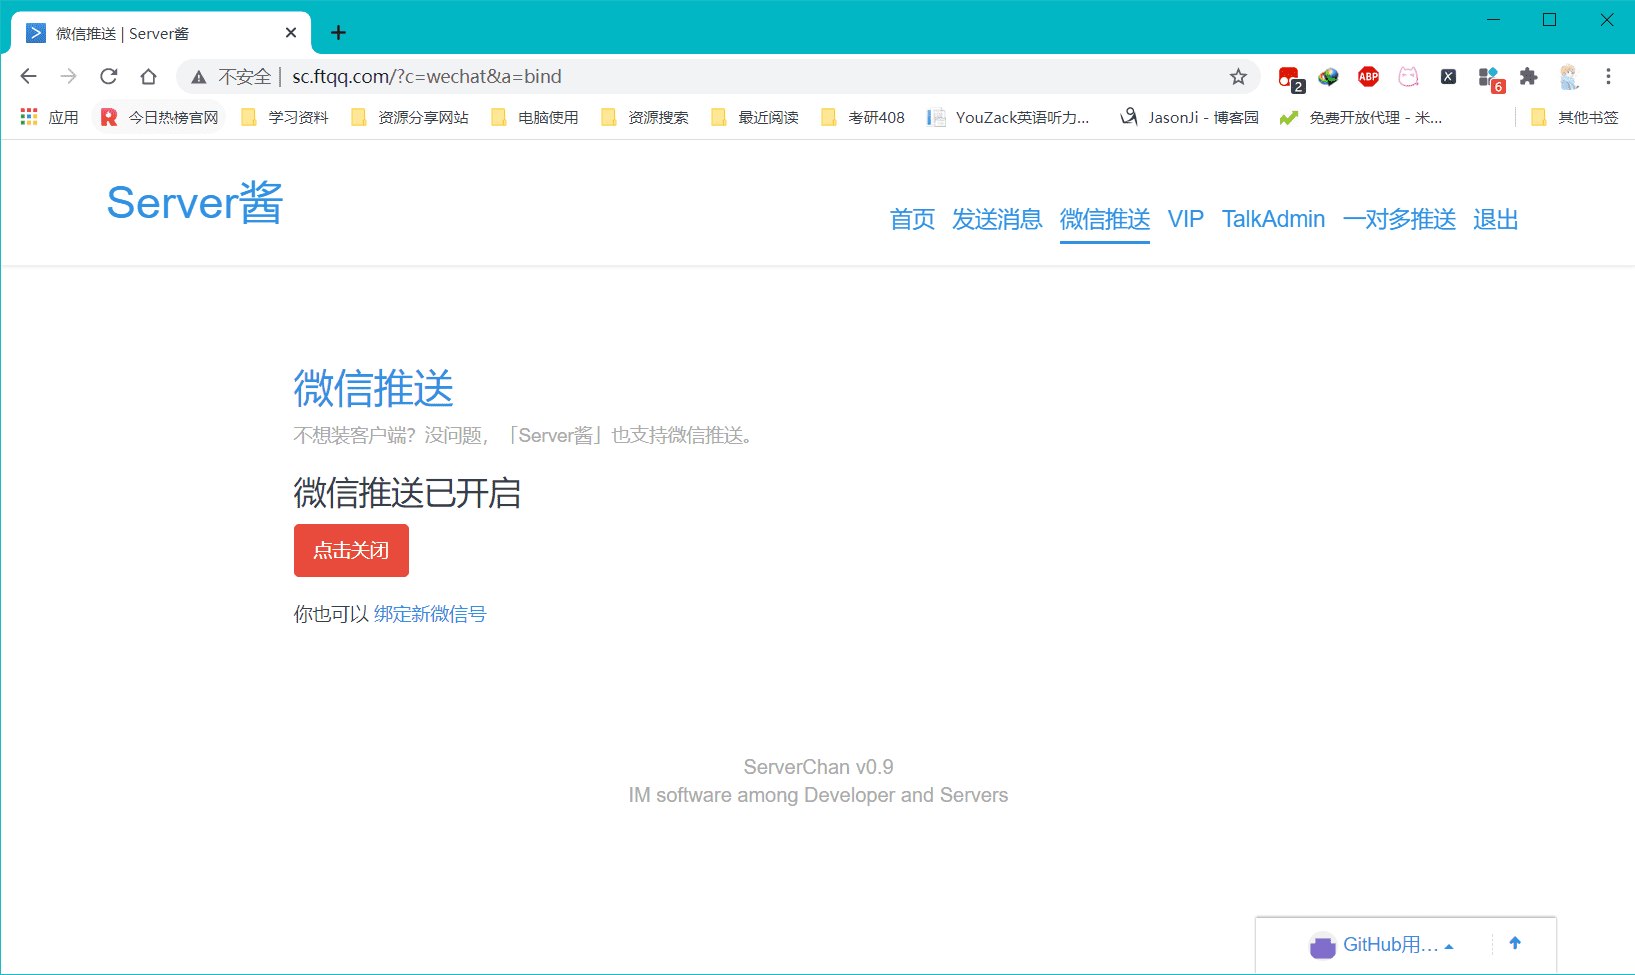 微信推送 | Server酱
不安全 | sc.ftqq.com/?c=wechat&a=bind
2
ABP
X
6
应用 今日热榜官网 学习资料 资源分享网站 电脑使用 资源搜索 最近阅读 考研408 YouZack英语听力... JasonJi - 博客园 免费开放代理 - 米... 其他书签
Server酱
首页 发送消息 微信推送 VIP TalkAdmin 一对多推送 退出
微信推送
不想装客户端？没问题，「Server酱」也支持微信推送。
微信推送已开启
点击关闭
你也可以 绑定新微信号
ServerChan v0.9
IM software among Developer and Servers
GitHub用...